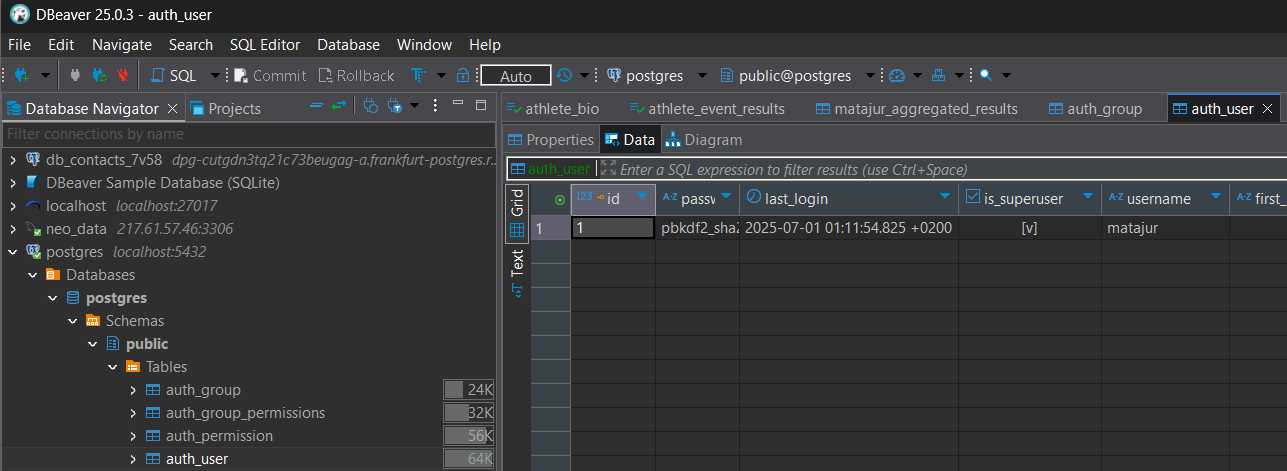 DBeaver 25.0.3 - auth_user
File Edit Navigate Search SQL Editor Database Window Help
SQL Commit Rollback Auto postgres public@postgres
Database Navigator Projects
Filter connections by name
db_contacts_7v58 dpg-cutgdn3tq21c73beugag-a.frankfurt-postgres.r...
DBeaver Sample Database (SQLite)
localhost localhost:27017
neo_data 217.61.57.46:3306
postgres localhost:5432
Databases
postgres
Schemas
public
Tables
auth_group 24K
auth_group_permissions 32K
auth_permission 56K
auth_user 64K
athlete_bio athlete_event_results matajur_aggregated_results auth_group auth_user
Properties Data Diagram
auth_user Enter a SQL expression to filter results (use Ctrl+Space)
Grid
Text
123 id A-Z passw A-Z last_login is_superuser A-Z username A-Z first_
1 1 pbkdf2_sha2 2025-07-01 01:11:54.825 +0200 [v] matajur